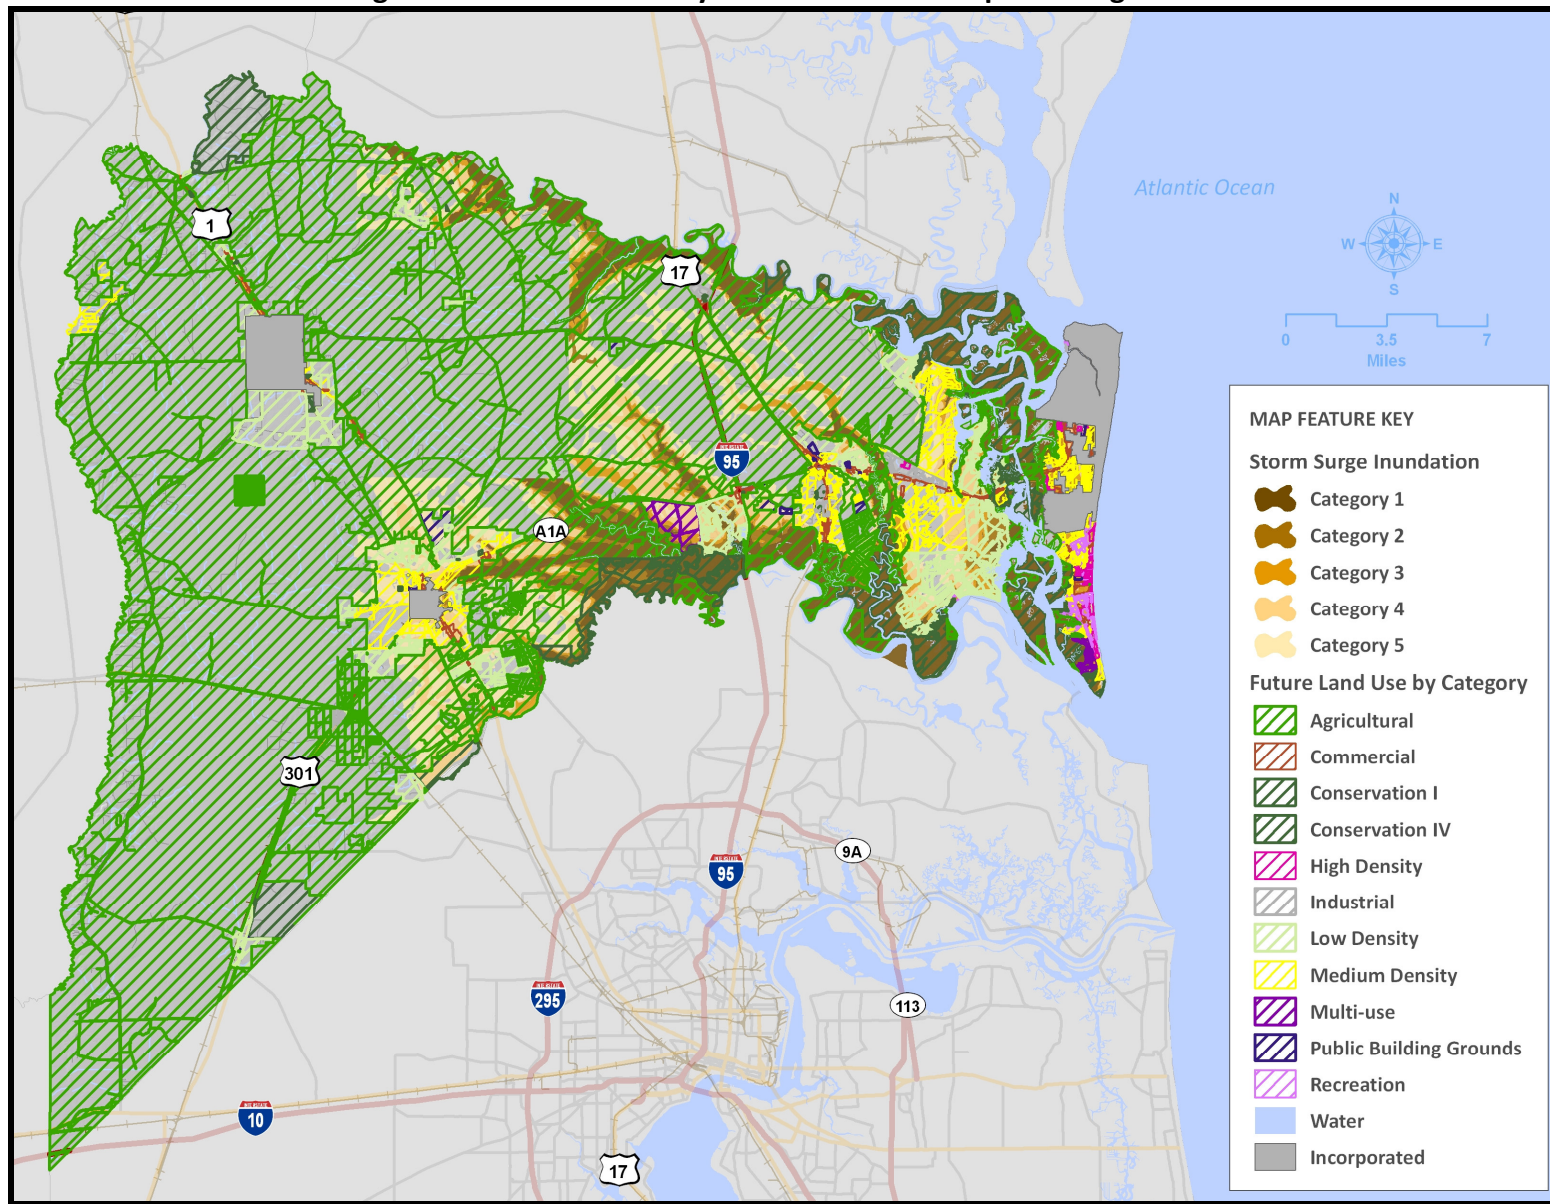 Atlantic Ocean
N
W
E
S
0
3.5
7
Miles
1
17
95
A1A
301
9A
95
295
113
10
17
MAP FEATURE KEY
Storm Surge Inundation
Category 1
Category 2
Category 3
Category 4
Category 5
Future Land Use by Category
Agricultural
Commercial
Conservation I
Conservation IV
High Density
Industrial
Low Density
Medium Density
Multi-use
Public Building Grounds
Recreation
Water
Incorporated